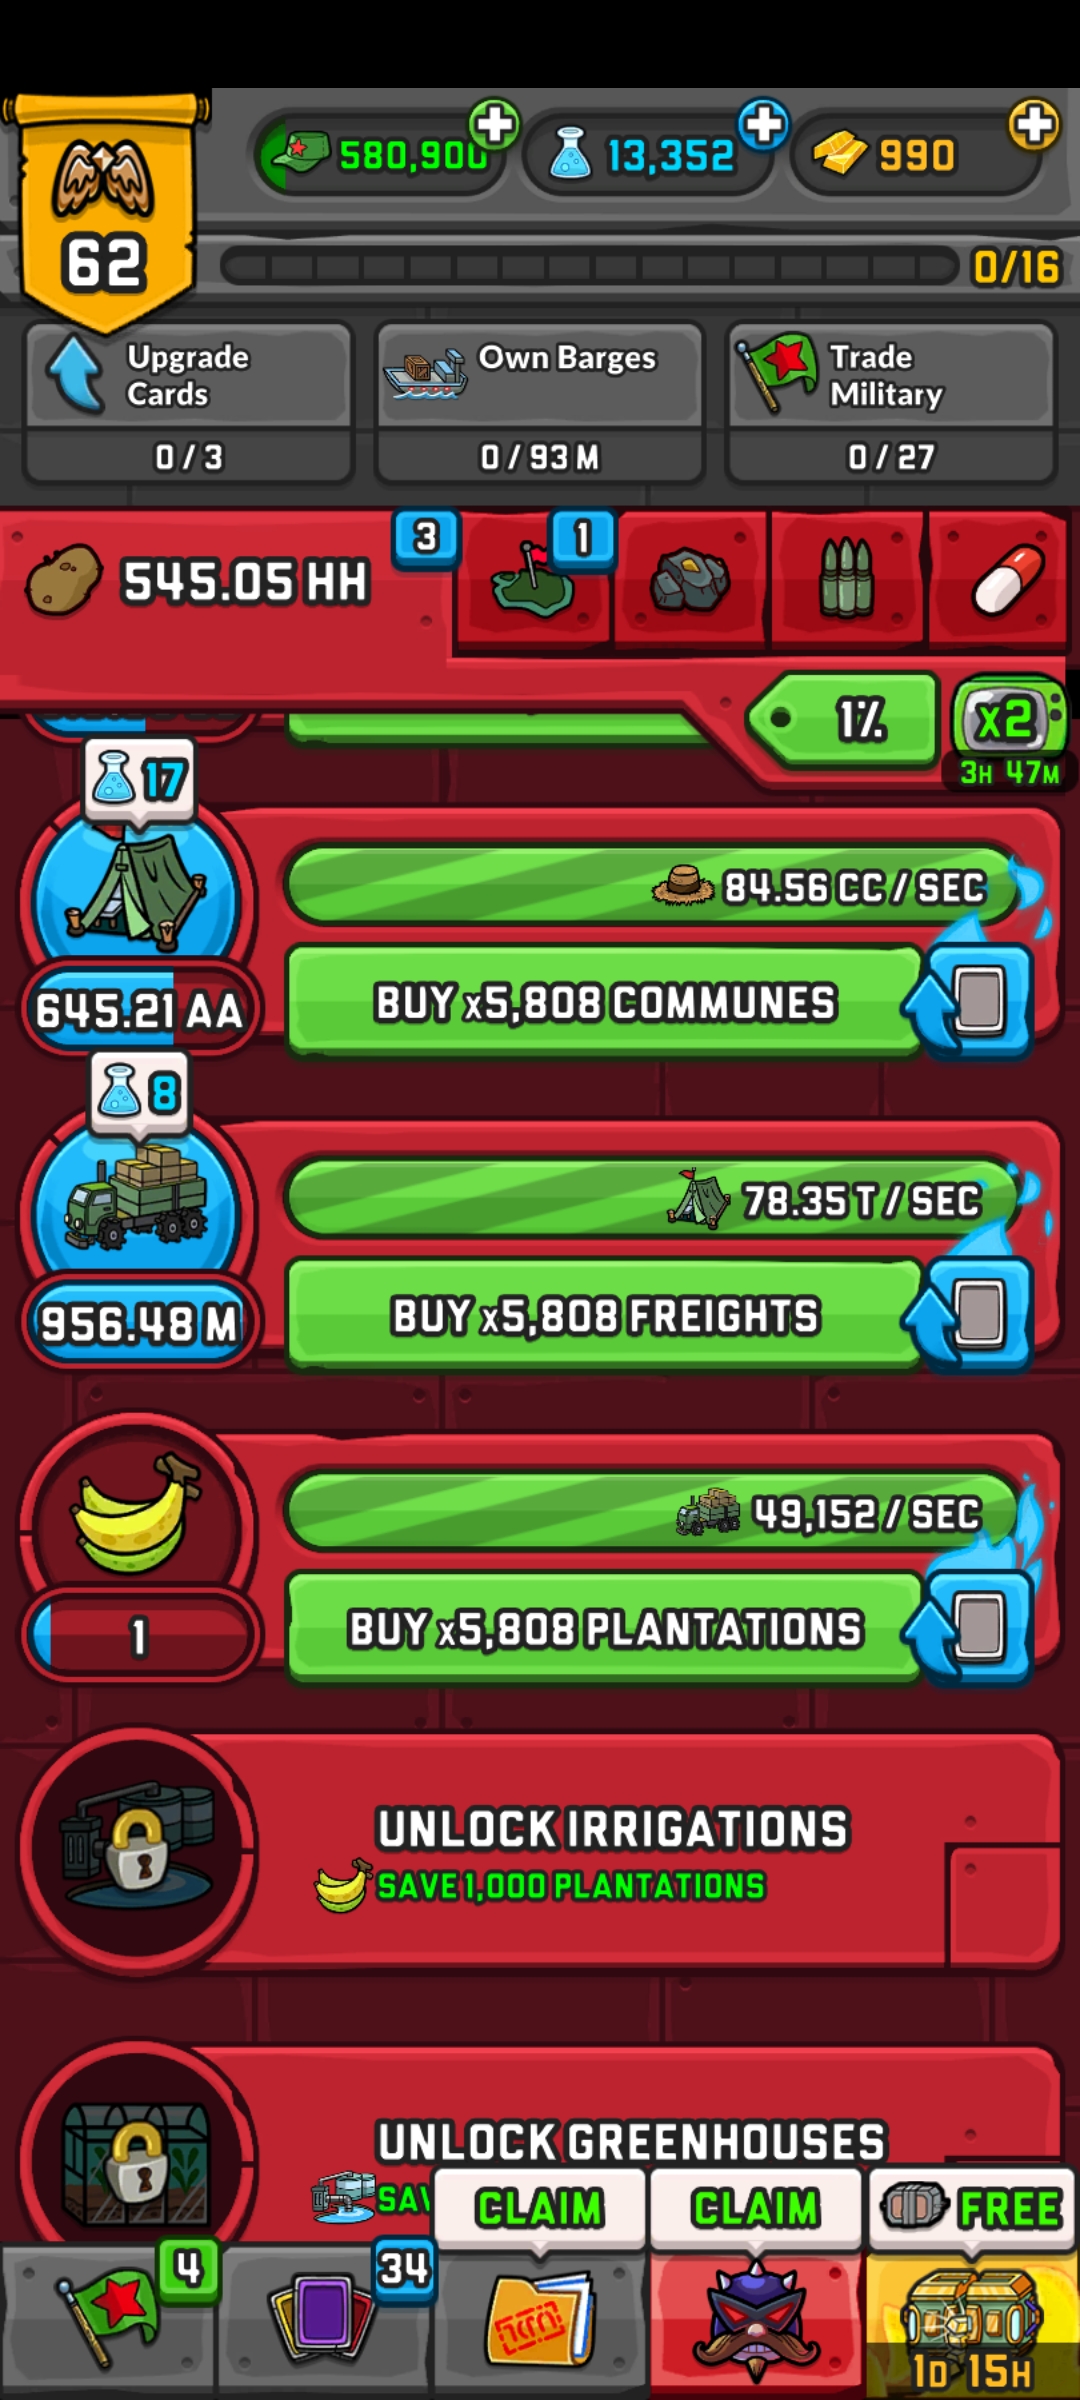 580,900
13,352
990
62
0/16
Upgrade
Cards
0 / 3
Own Barges
0 / 93 M
Trade
Military
0 / 27
545.05 HH
3
1
1%
x2
3H 47M
17
84.56 CC / SEC
645.21 AA
BUY x5,808 COMMUNES
8
78.35 T / SEC
956.48 M
BUY x5,808 FREIGHTS
49,152 / SEC
1
BUY x5,808 PLANTATIONS
UNLOCK IRRIGATIONS
SAVE 1,000 PLANTATIONS
UNLOCK GREENHOUSES
CLAIM
CLAIM
FREE
4
34
1D 15H